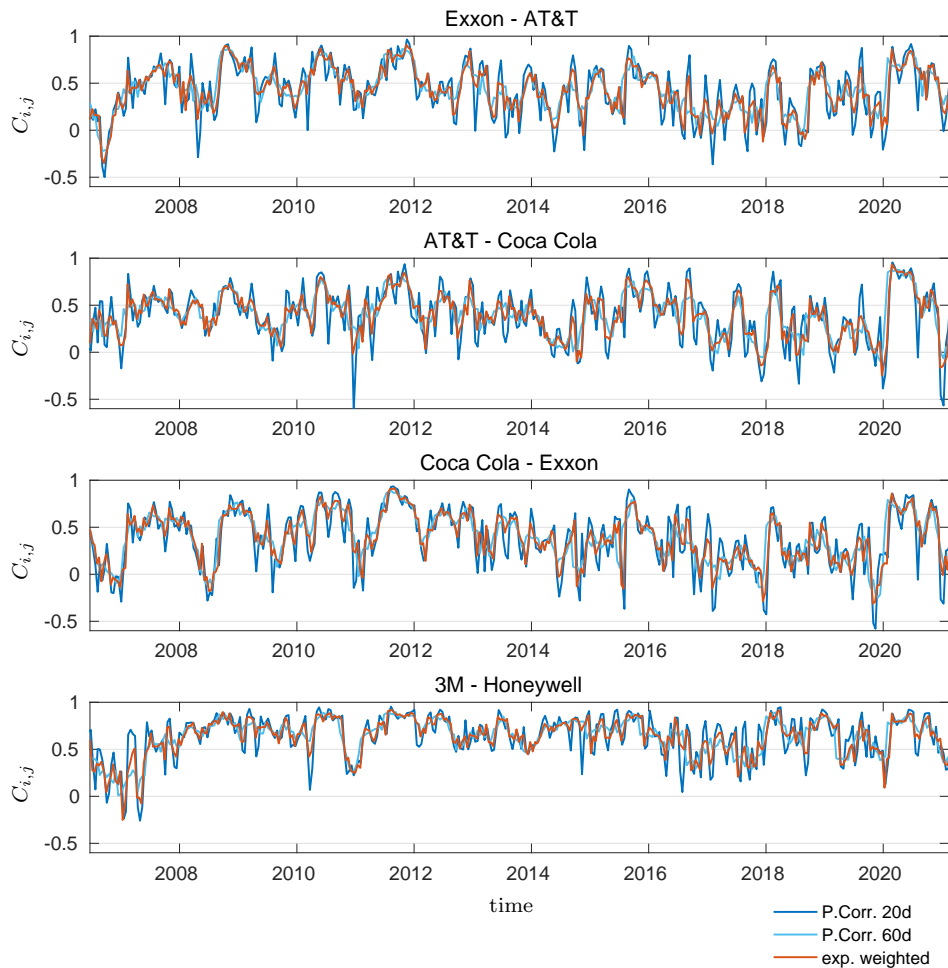 Exxon - AT&T
1
0.5
0
-0.5
C_{i,j}
2008 2010 2012 2014 2016 2018 2020
AT&T - Coca Cola
1
0.5
0
-0.5
C_{i,j}
2008 2010 2012 2014 2016 2018 2020
Coca Cola - Exxon
1
0.5
0
-0.5
C_{i,j}
2008 2010 2012 2014 2016 2018 2020
3M - Honeywell
1
0.5
0
-0.5
C_{i,j}
2008 2010 2012 2014 2016 2018 2020
time
P.Corr. 20d
P.Corr. 60d
exp. weighted